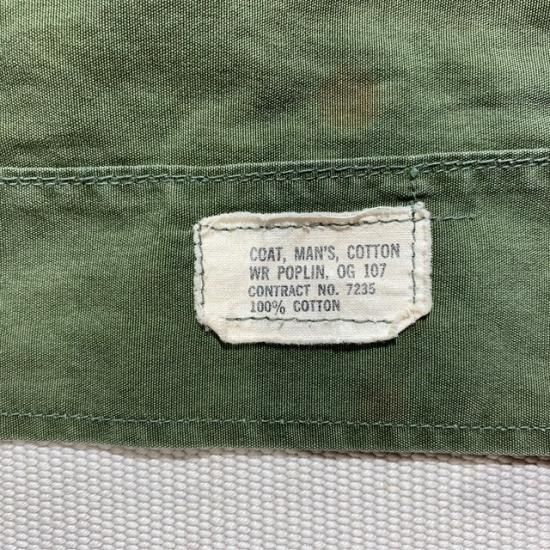 COAT, MAN'S, COTTON
WR POPLIN, OG 107
CONTRACT NO. 7235
100% COTTON